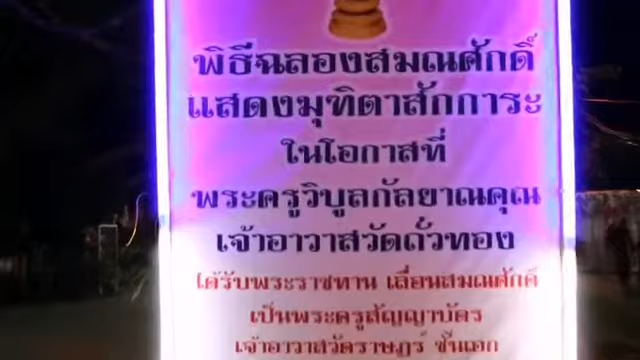 พิธีฉลองสมณศักดิ์
แสดงมุทิตาสักการะ
ในโอกาสที่
พระครูวิบูลกัลยาณคุณ
เจ้าอาวาสวัดถั่วทอง
ได้รับพระราชทาน เลื่อนสมณศักดิ์
เป็นพระครูสัญญาบัตร
เจ้าอาวาสวัดราษฎร์ ชั้นเอก